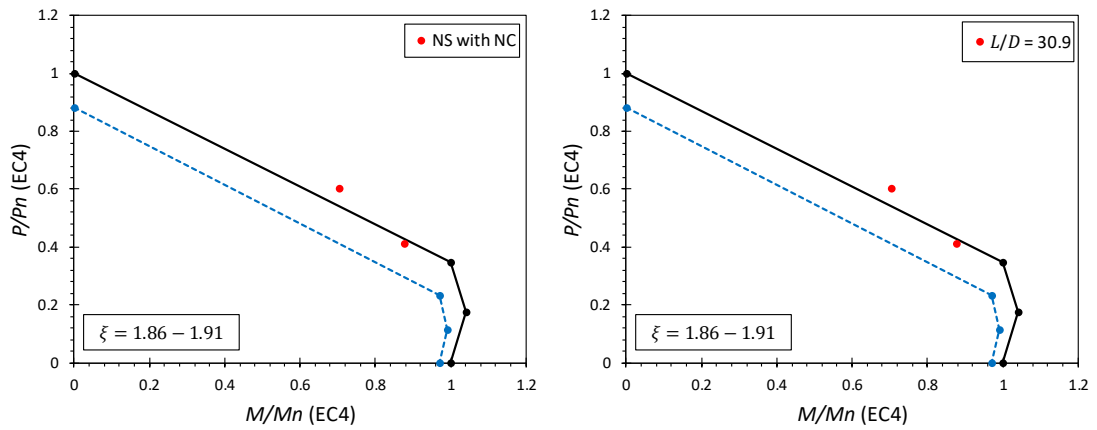 1.2
1
0.8
0.6
0.4
0.2
0
P/Pn (EC4)
NS with NC
ξ = 1.86 − 1.91
0 0.2 0.4 0.6 0.8 1 1.2
M/Mn (EC4)
1.2
1
0.8
0.6
0.4
0.2
0
P/Pn (EC4)
L/D = 30.9
ξ = 1.86 − 1.91
0 0.2 0.4 0.6 0.8 1 1.2
M/Mn (EC4)